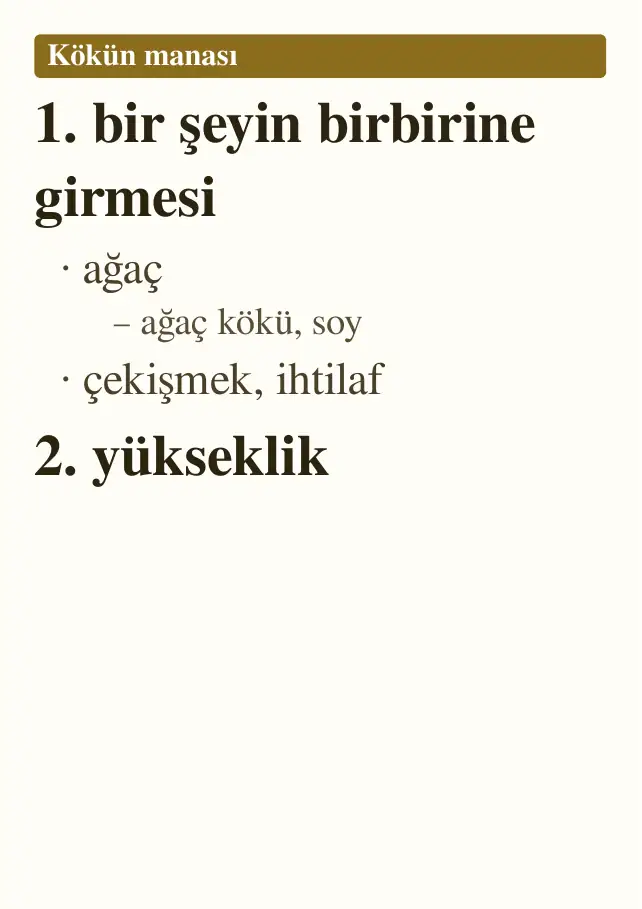 Kökün manası
1. bir şeyin birbirine
girmesi
· ağaç
– ağaç kökü, soy
· çekişmek, ihtilaf
2. yükseklik